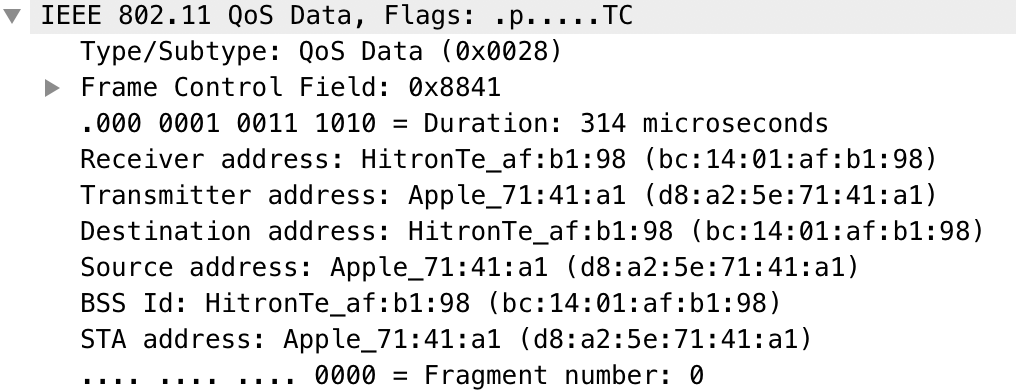 IEEE 802.11 QoS Data, Flags: .p.....TC
Type/Subtype: QoS Data (0x0028)
Frame Control Field: 0x8841
.000 0001 0011 1010 = Duration: 314 microseconds
Receiver address: HitronTe_af:b1:98 (bc:14:01:af:b1:98)
Transmitter address: Apple_71:41:a1 (d8:a2:5e:71:41:a1)
Destination address: HitronTe_af:b1:98 (bc:14:01:af:b1:98)
Source address: Apple_71:41:a1 (d8:a2:5e:71:41:a1)
BSS Id: HitronTe_af:b1:98 (bc:14:01:af:b1:98)
STA address: Apple_71:41:a1 (d8:a2:5e:71:41:a1)
.... .... .... 0000 = Fragment number: 0